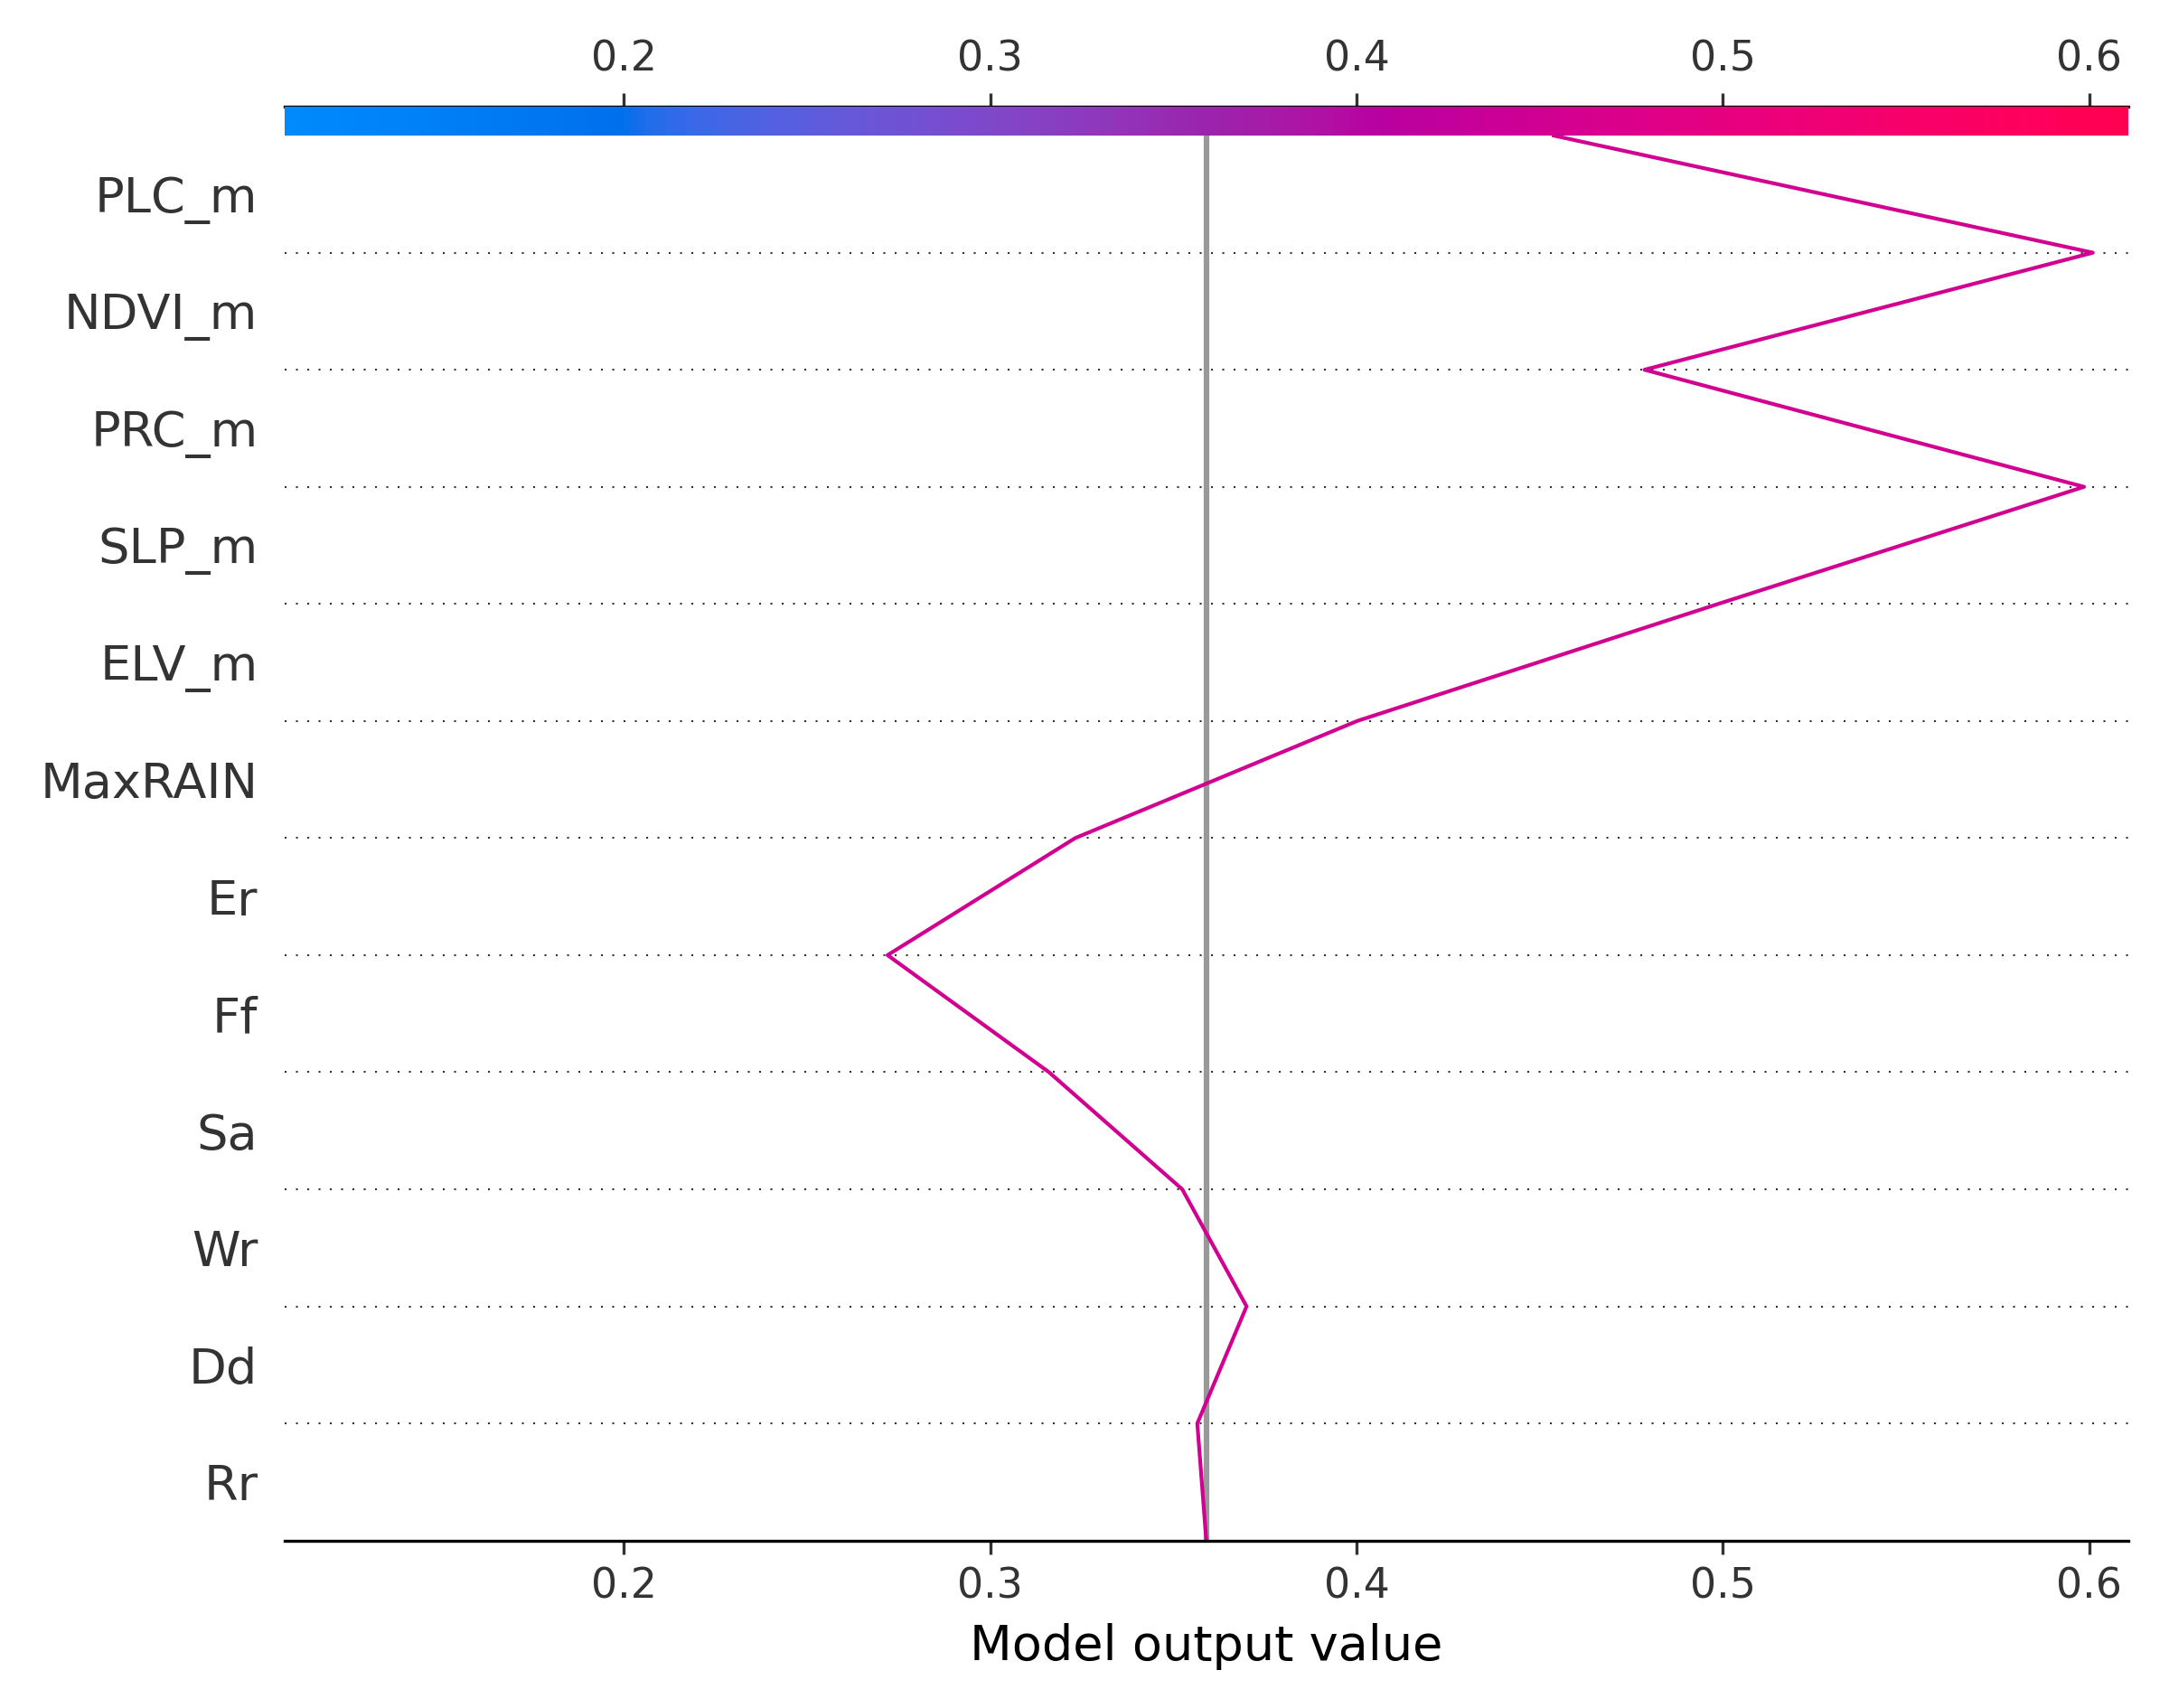 0.2 0.3 0.4 0.5 0.6
PLC_m
NDVI_m
PRC_m
SLP_m
ELV_m
MaxRAIN
Er
Ff
Sa
Wr
Dd
Rr
0.2 0.3 0.4 0.5 0.6
Model output value